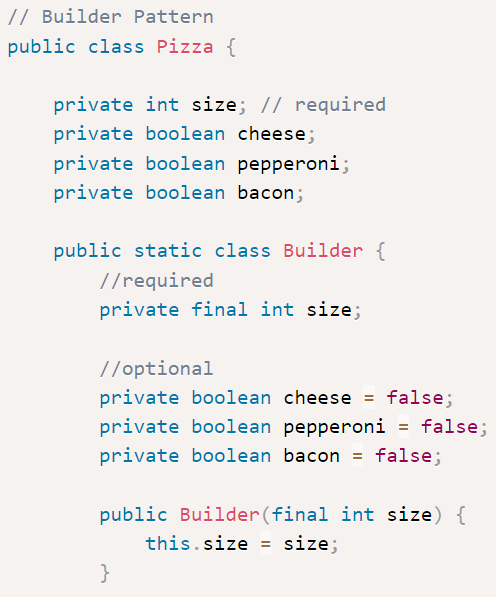 // Builder Pattern
public class Pizza {

    private int size; // required
    private boolean cheese;
    private boolean pepperoni;
    private boolean bacon;

    public static class Builder {
        //required
        private final int size;

        //optional
        private boolean cheese = false;
        private boolean pepperoni = false;
        private boolean bacon = false;

        public Builder(final int size) {
            this.size = size;
        }